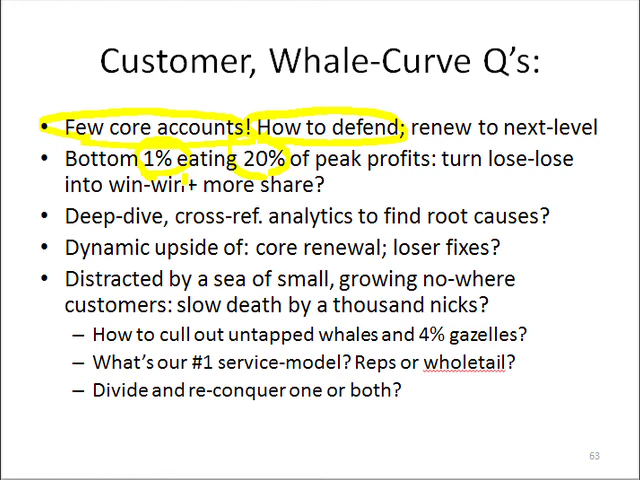 Customer, Whale-Curve Q's:
• Few core accounts! How to defend; renew to next-level
• Bottom 1% eating 20% of peak profits: turn lose-lose
into win-win+ more share?
• Deep-dive, cross-ref. analytics to find root causes?
• Dynamic upside of: core renewal; loser fixes?
• Distracted by a sea of small, growing no-where
customers: slow death by a thousand nicks?
– How to cull out untapped whales and 4% gazelles?
– What's our #1 service-model? Reps or wholetail?
– Divide and re-conquer one or both?
63